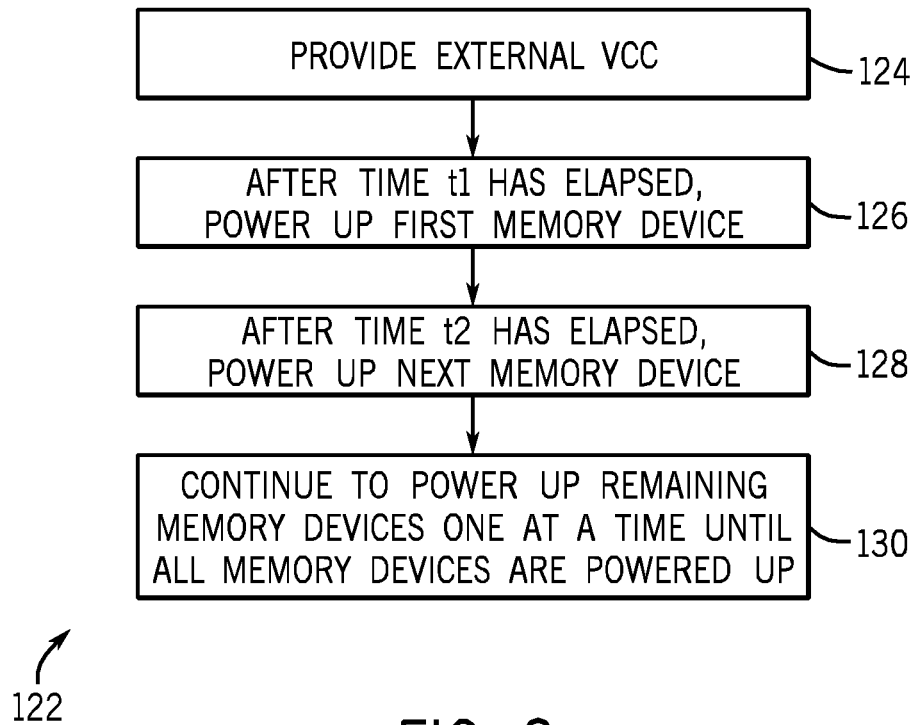 PROVIDE EXTERNAL VCC
124
AFTER TIME t1 HAS ELAPSED,
POWER UP FIRST MEMORY DEVICE
126
AFTER TIME t2 HAS ELAPSED,
POWER UP NEXT MEMORY DEVICE
128
CONTINUE TO POWER UP REMAINING
MEMORY DEVICES ONE AT A TIME UNTIL
ALL MEMORY DEVICES ARE POWERED UP
130
122